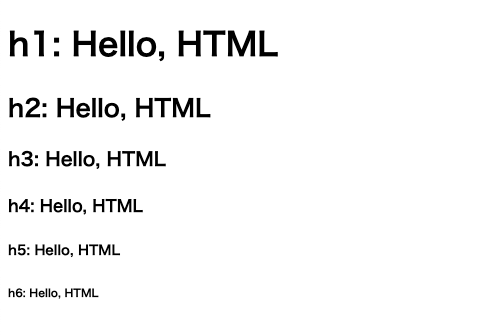 h1: Hello, HTML
h2: Hello, HTML
h3: Hello, HTML
h4: Hello, HTML
h5: Hello, HTML
h6: Hello, HTML